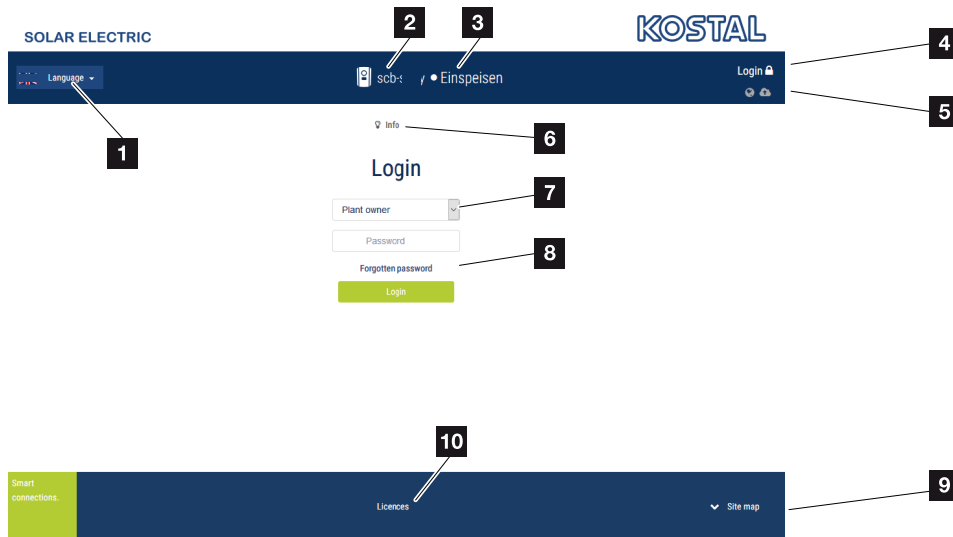 2 3
SOLAR ELECTRIC KOSTAL
4
Language scb- Einspeisen Login
5
1 Info 6
Login
7
Plant owner
Password
Forgotten password 8
Login
10
Smart
connections.
Licences Site map 9